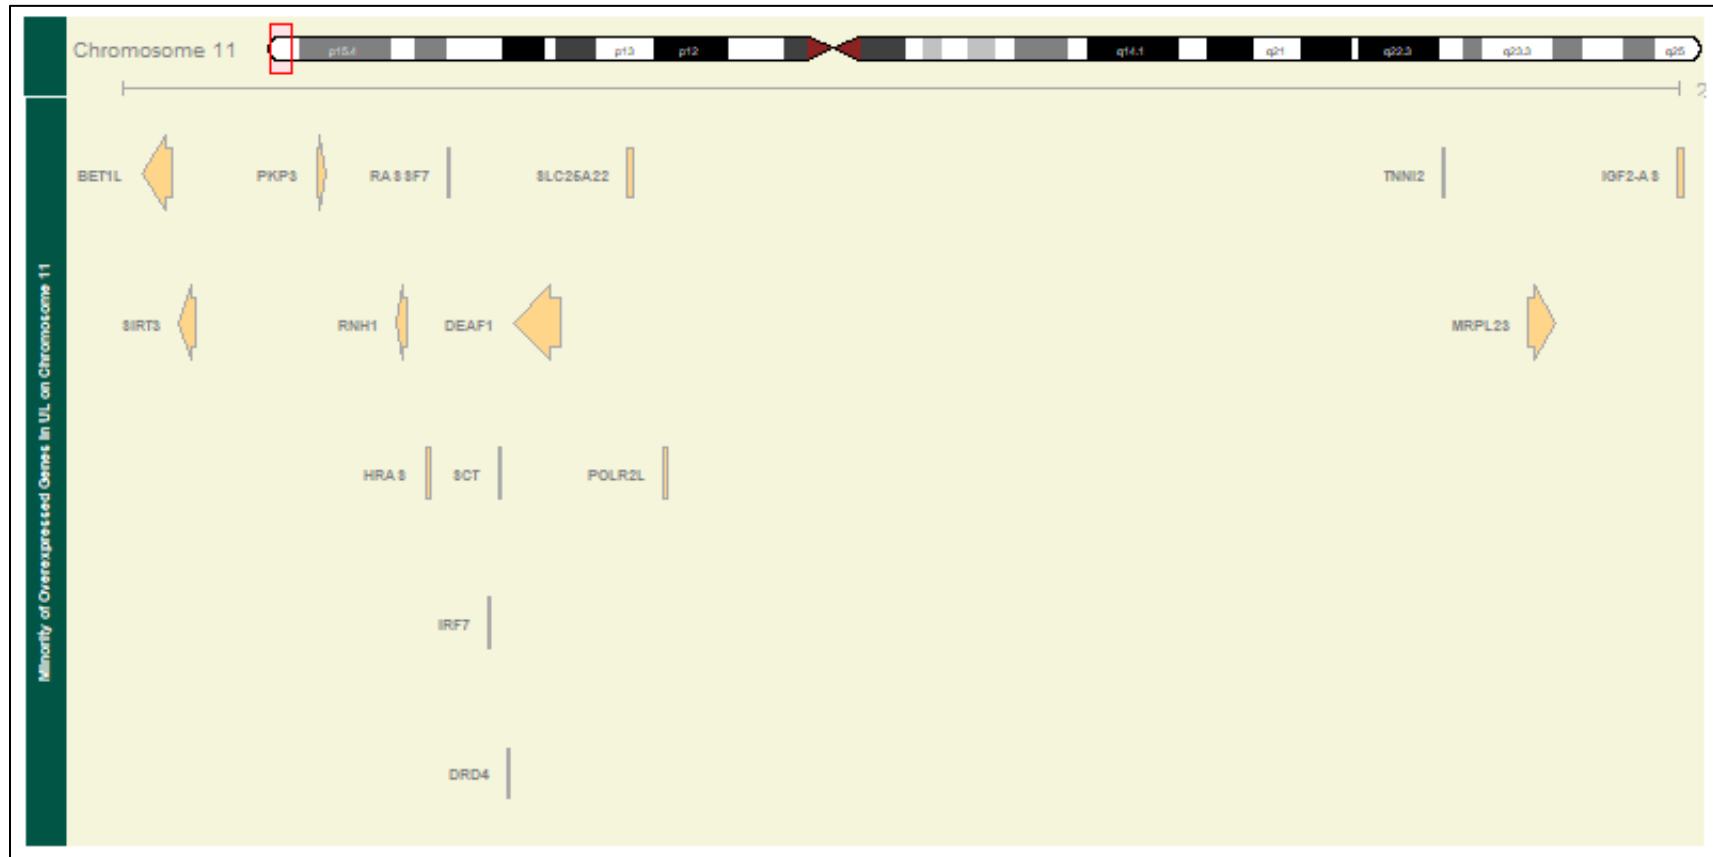 Chromosome 11
p15.4
p13
p12
q14.1
q21
q22.3
q23.3
q25
2
Minority of Overexpressed Genes in UL on Chromosome 11
BET1L
PKP3
RASSF7
SLC25A22
TNNI2
IGF2-AS
SIRT3
RNH1
DEAF1
MRPL23
HRAS
SCT
POLR2L
IRF7
DRD4